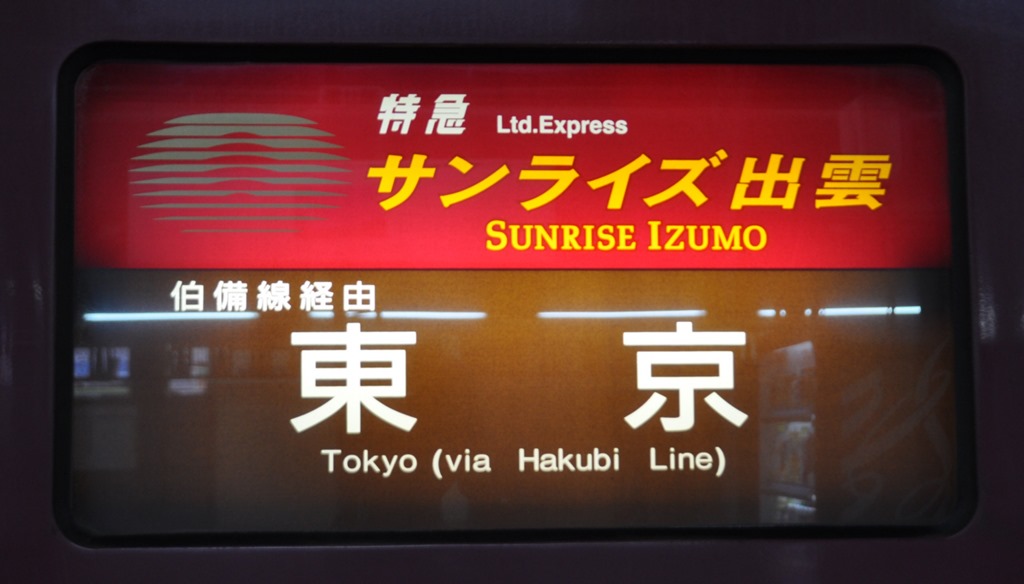 特急 Ltd.Express
サンライズ出雲
SUNRISE IZUMO
伯備線経由
東京
Tokyo (via Hakubi Line)